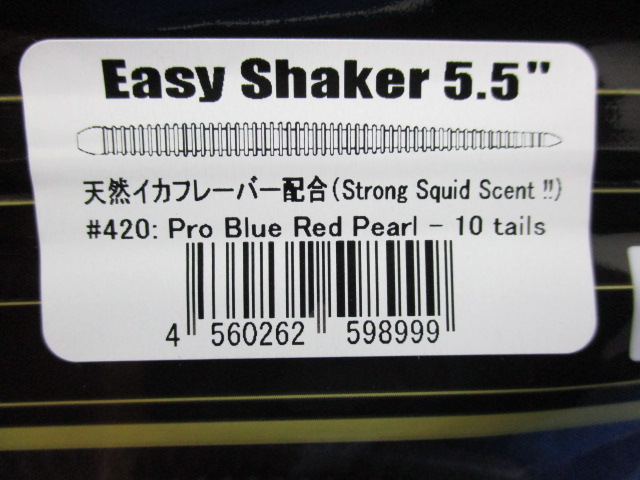 Easy Shaker 5.5"
天然イカフレーバー配合(Strong Squid Scent !!)
#420: Pro Blue Red Pearl - 10 tails
4 560262 598999